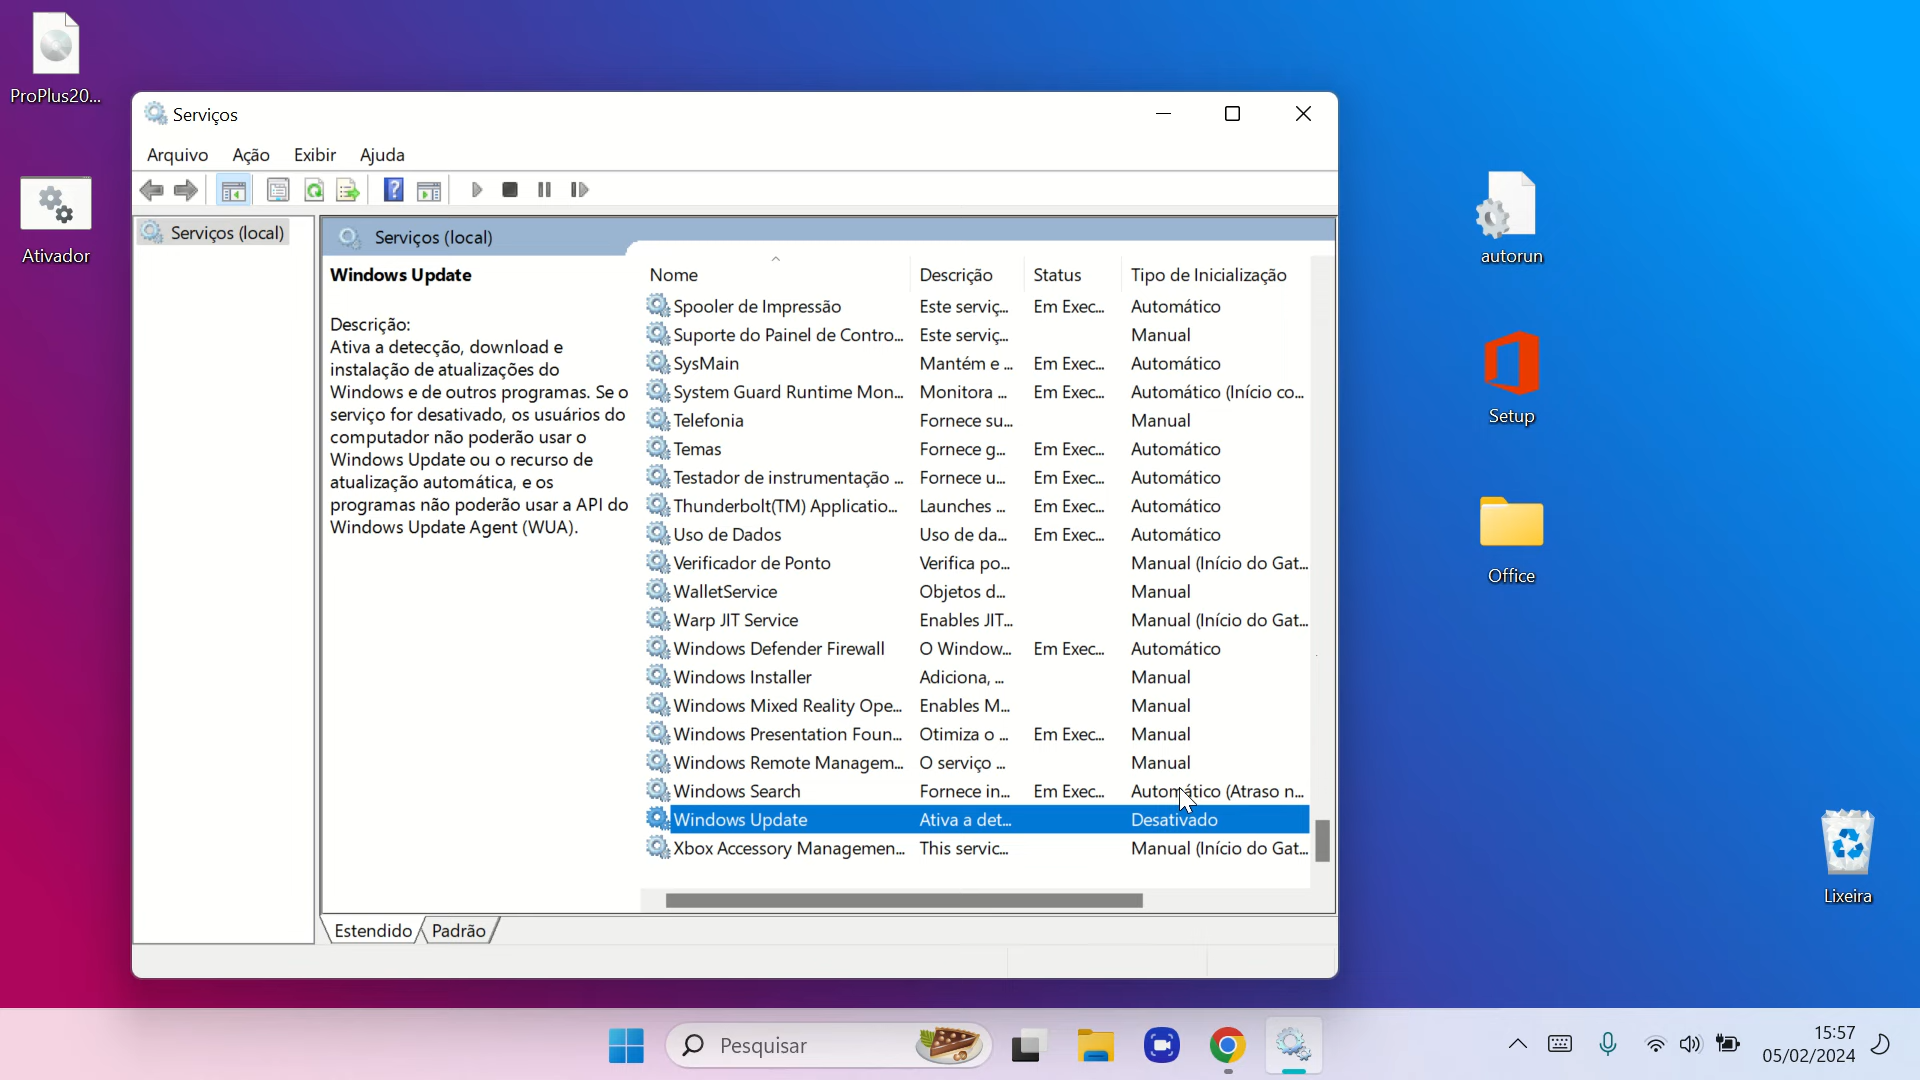 ProPlus20...
Ativador
Serviços
Arquivo Ação Exibir Ajuda
Serviços (local)
Serviços (local)
Windows Update
Descrição:
Ativa a detecção, download e
instalação de atualizações do
Windows e de outros programas. Se o
serviço for desativado, os usuários do
computador não poderão usar o
Windows Update ou o recurso de
atualização automática, e os
programas não poderão usar a API do
Windows Update Agent (WUA).
Nome Descrição Status Tipo de Inicialização
Spooler de Impressão Este serviç... Em Exec... Automático
Suporte do Painel de Contro... Este serviç... Manual
SysMain Mantém e ... Em Exec... Automático
System Guard Runtime Mon... Monitora ... Em Exec... Automático (Início co...
Telefonia Fornece su... Manual
Temas Fornece g... Em Exec... Automático
Testador de instrumentação ... Fornece u... Em Exec... Automático
Thunderbolt(TM) Applicatio... Launches ... Em Exec... Automático
Uso de Dados Uso de da... Em Exec... Automático
Verificador de Ponto Verifica po... Manual (Início do Gat...
WalletService Objetos d... Manual
Warp JIT Service Enables JIT... Manual (Início do Gat...
Windows Defender Firewall O Window... Em Exec... Automático
Windows Installer Adiciona, ... Manual
Windows Mixed Reality Ope... Enables M... Manual
Windows Presentation Foun... Otimiza o ... Em Exec... Manual
Windows Remote Managem... O serviço ... Manual
Windows Search Fornece in... Em Exec... Automático (Atraso n...
Windows Update Ativa a det... Desativado
Xbox Accessory Managemen... This servic... Manual (Início do Gat...
Estendido Padrão
autorun
Setup
Office
Lixeira
Pesquisar
15:57
05/02/2024